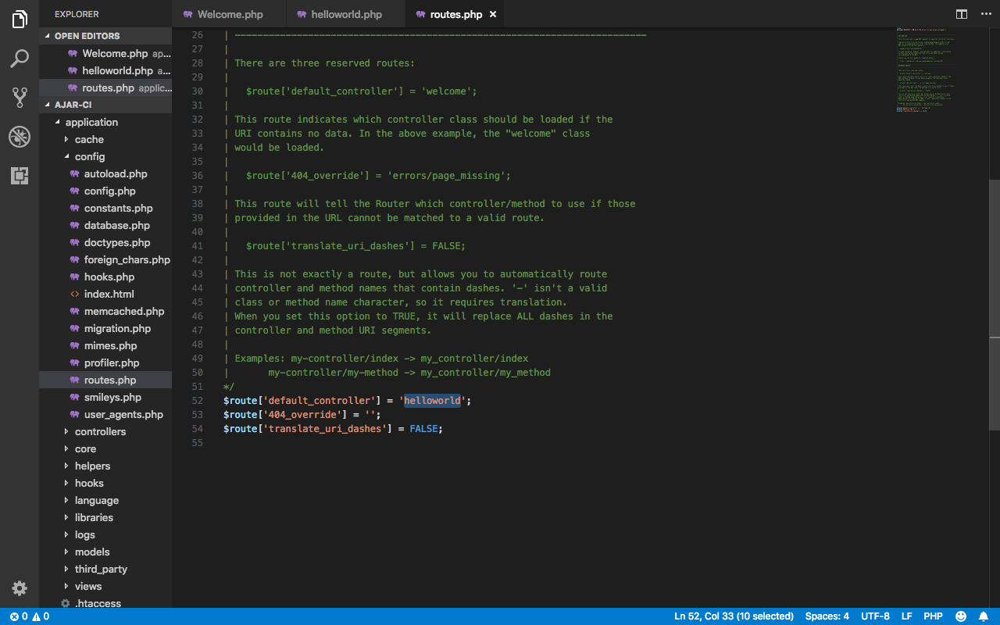 EXPLORER
OPEN EDITORS
Welcome.php ap...
helloworld.php a...
routes.php applic...
AJAR-CI
application
cache
config
autoload.php
config.php
constants.php
database.php
doctypes.php
foreign_chars.php
hooks.php
index.html
memcached.php
migration.php
mimes.php
profiler.php
routes.php
smileys.php
user_agents.php
controllers
core
helpers
hooks
language
libraries
logs
models
third_party
views
.htaccess
Welcome.php helloworld.php routes.php ×
26 | -------------------------------------------------------------------------
27 |
28 | There are three reserved routes:
29 |
30 |   $route['default_controller'] = 'welcome';
31 |
32 | This route indicates which controller class should be loaded if the
33 | URI contains no data. In the above example, the "welcome" class
34 | would be loaded.
35 |
36 |   $route['404_override'] = 'errors/page_missing';
37 |
38 | This route will tell the Router which controller/method to use if those
39 | provided in the URL cannot be matched to a valid route.
40 |
41 |   $route['translate_uri_dashes'] = FALSE;
42 |
43 | This is not exactly a route, but allows you to automatically route
44 | controller and method names that contain dashes. '-' isn't a valid
45 | class or method name character, so it requires translation.
46 | When you set this option to TRUE, it will replace ALL dashes in the
47 | controller and method URI segments.
48 |
49 | Examples: my-controller/index -> my_controller/index
50 |       my-controller/my-method -> my_controller/my_method
51 */
52 $route['default_controller'] = 'helloworld';
53 $route['404_override'] = '';
54 $route['translate_uri_dashes'] = FALSE;
55
0 0 Ln 52, Col 33 (10 selected) Spaces: 4 UTF-8 LF PHP